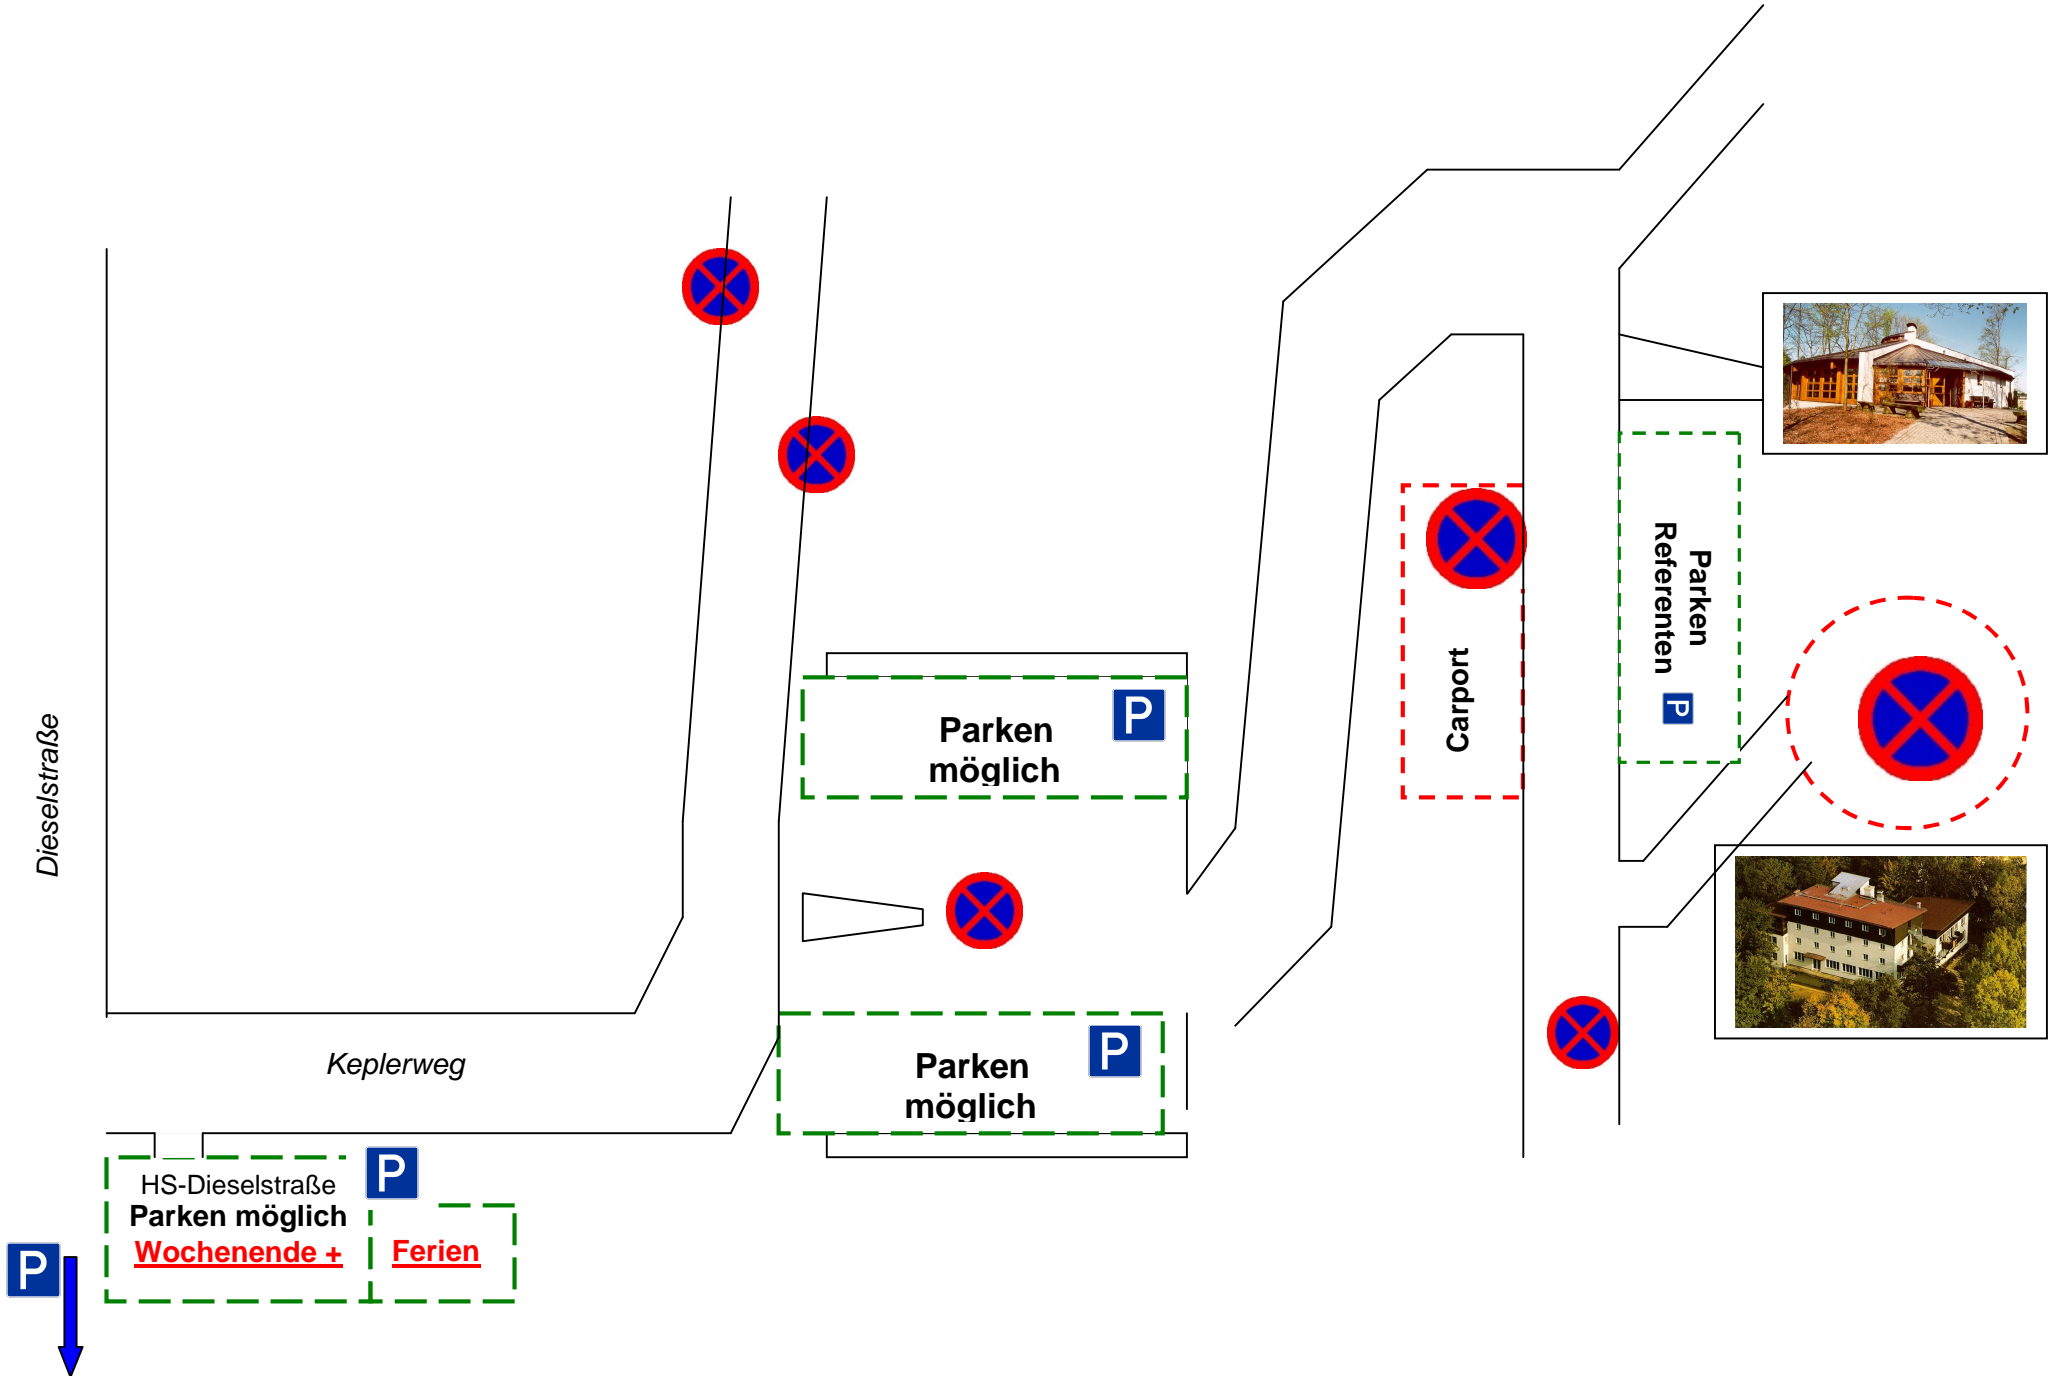 Dieselstraße
Keplerweg
Parken
möglich
P
Parken
möglich
P
Carport
Parken
Referenten
P
HS-Dieselstraße
Parken möglich
Wochenende +
Ferien
P
P